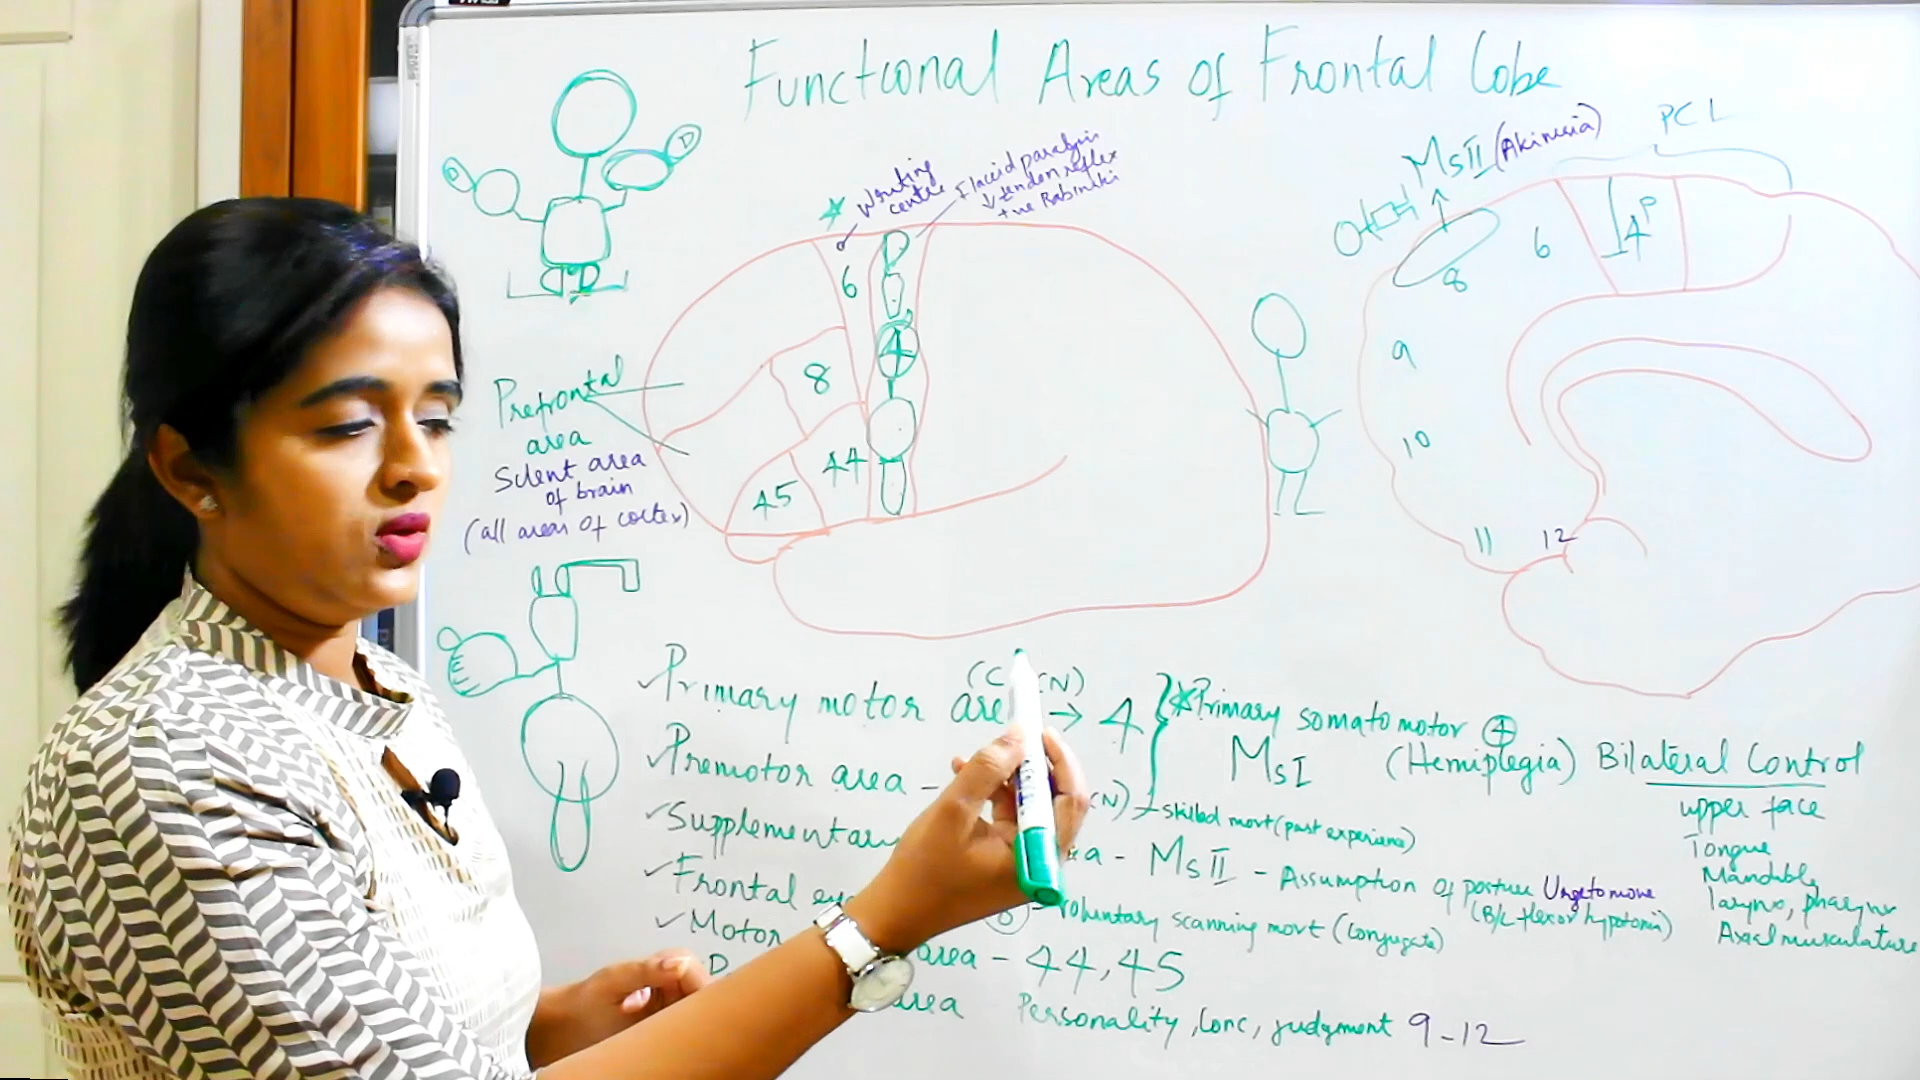 Functional Areas of Frontal Lobe
PCL
MsII (Akinesia)
D
D
D
Writing
centre
Flaccid paralysis
↓ tendon reflex
+ve Babinski
6
P
4
8
44
45
Prefrontal
area
Silent area
of brain
(all areas of cortex)
P
4
6
8
9
10
11
12
✓Primary motor are → 4
Primary somatomotor 4
MsI (Hemiplegia)
✓Premotor area -
(N) - skilled movt (past experience)
✓Supplementary a - MsII - Assumption of posture Urge to move
(B/L flexor hypotonia)
✓Frontal eye 8 - voluntary scanning movt (conjugate)
✓Motor area - 44, 45
area Personality, Conc, judgment 9-12
Bilateral Control
upper face
Tongue
Mandible
larynx, pharynx
Axial musculature